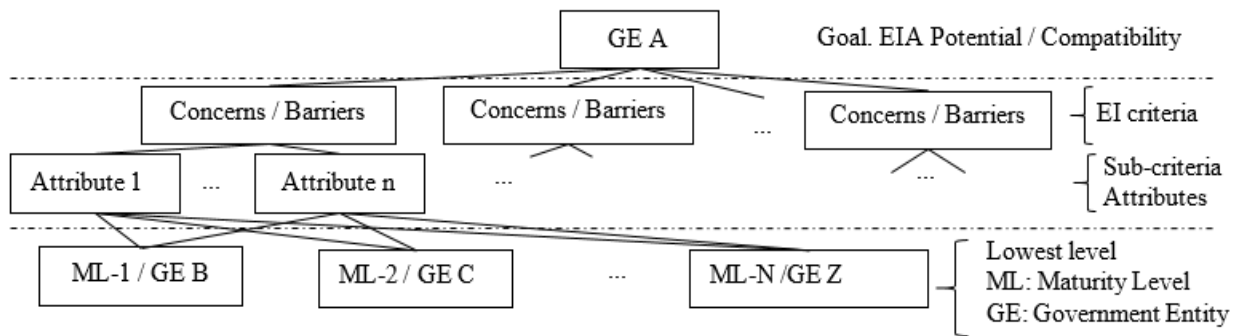 GE A
Goal. EIA Potential / Compatibility
Concerns / Barriers
Concerns / Barriers
...
Concerns / Barriers
EI criteria
Attribute 1
...
Attribute n
...
...
Sub-criteria
Attributes
ML-1 / GE B
ML-2 / GE C
...
ML-N /GE Z
Lowest level
ML: Maturity Level
GE: Government Entity